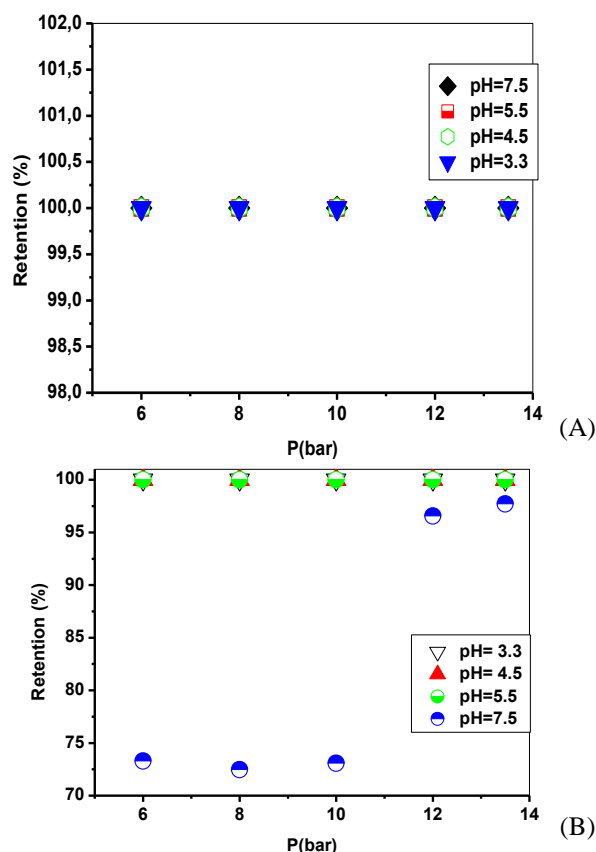 102,0
101,5
101,0
100,5
100,0
99,5
99,0
98,5
98,0
Retention (%)
pH=7.5
pH=5.5
pH=4.5
pH=3.3
6 8 10 12 14
P(bar)
(A)
100
95
90
85
80
75
70
Retention (%)
pH= 3.3
pH= 4.5
pH=5.5
pH=7.5
6 8 10 12 14
P(bar)
(B)